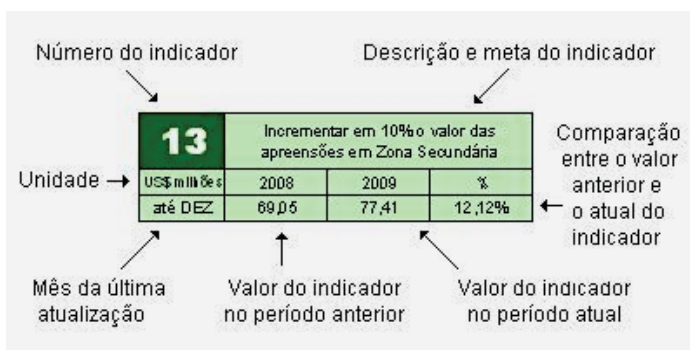 Número do indicador
Descrição e meta do indicador
13
Incrementar em 10% o valor das
apreensões em Zona Secundária
Comparação
entre o valor
anterior e
o atual do
indicador
Unidade
US$ milhões 2008 2009 %
até DEZ 69,05 77,41 12,12%
Mês da última
atualização
Valor do indicador
no período anterior
Valor do indicador
no período atual